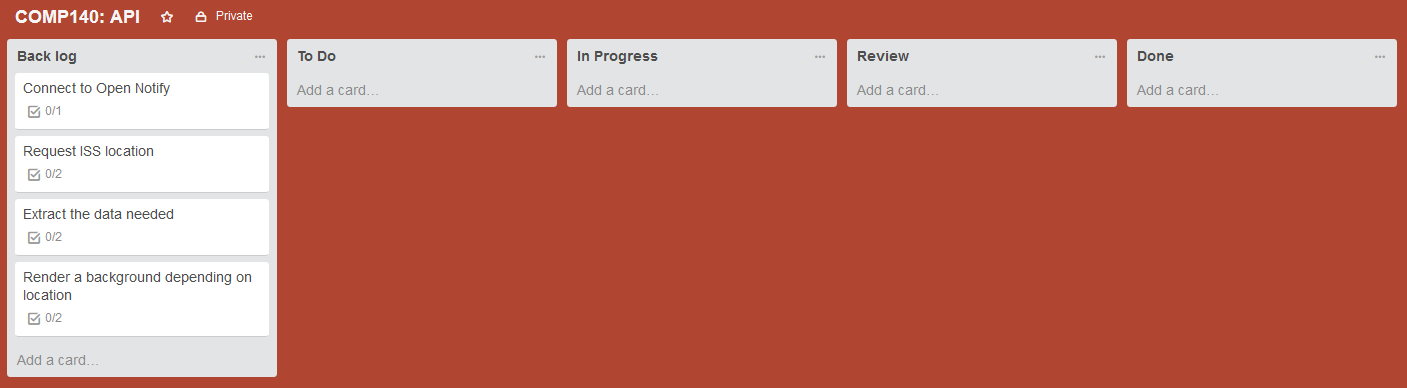 COMP140: API Private
Back log
Connect to Open Notify
0/1
Request ISS location
0/2
Extract the data needed
0/2
Render a background depending on
location
0/2
Add a card...
To Do
Add a card...
In Progress
Add a card...
Review
Add a card...
Done
Add a card...